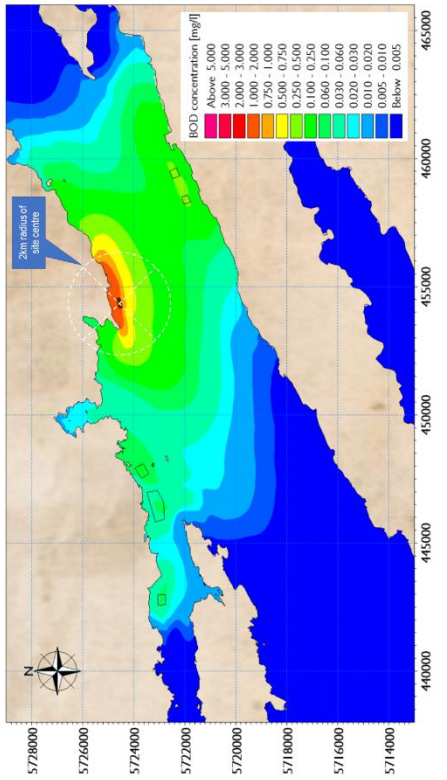 N
2km radius of
site centre
BOD concentration [mg/l]
Above 5.000
3.000 - 5.000
2.000 - 3.000
1.000 - 2.000
0.750 - 1.000
0.500 - 0.750
0.250 - 0.500
0.100 - 0.250
0.060 - 0.100
0.030 - 0.060
0.020 - 0.030
0.010 - 0.020
0.005 - 0.010
Below 0.005
5728000
5726000
5724000
5722000
5720000
5718000
5716000
5714000
440000
445000
450000
455000
460000
465000